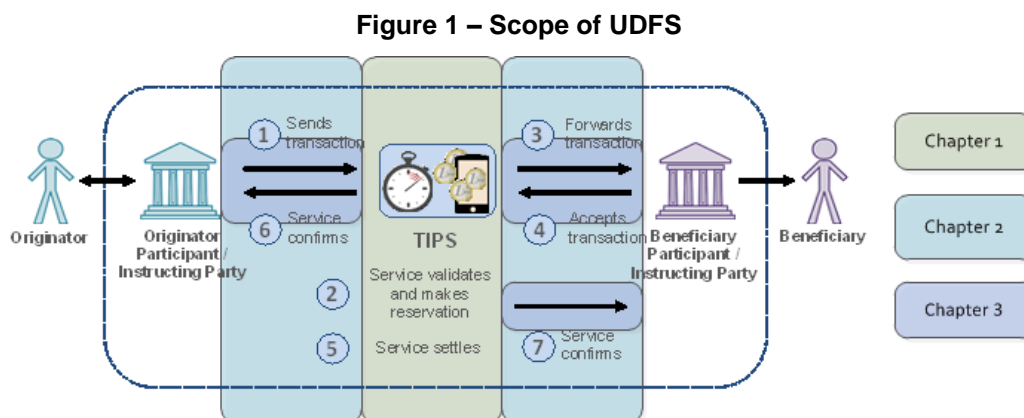 Figure 1 – Scope of UDFS
1
Sends
transaction
3
Forwards
transaction
Chapter 1
6
Service
confirms
TIPS
4
Accepts
transaction
Chapter 2
Originator
Originator
Participant /
Instructing Party
Beneficiary
Participant /
Instructing Party
Beneficiary
2
Service validates
and makes
reservation
Chapter 3
5
Service settles
7
Service
confirms